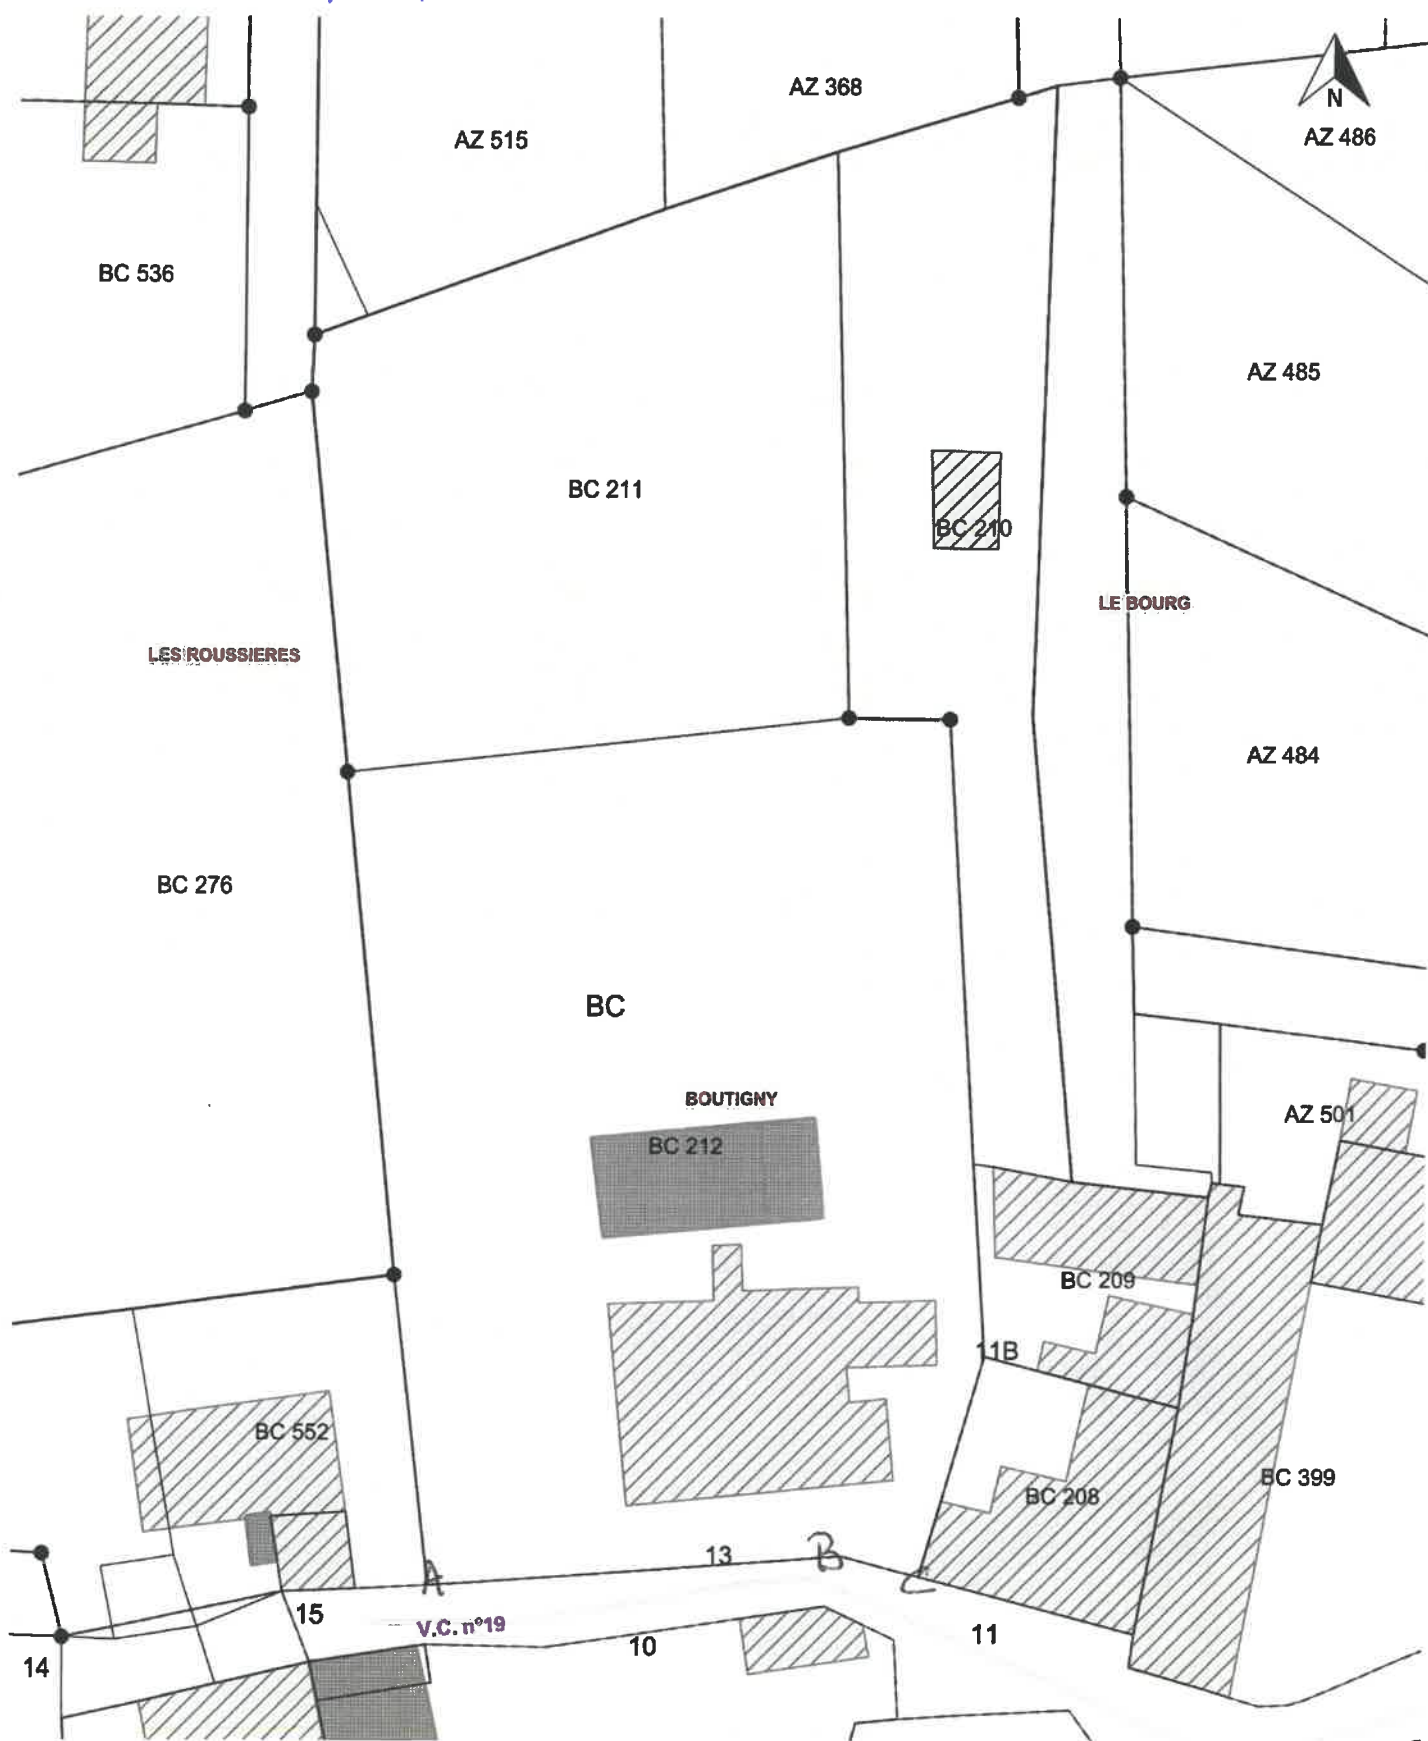 AZ 368
N
AZ 515
AZ 486
BC 536
AZ 485
BC 211
BC 210
LE BOURG
LES ROUSSIERES
AZ 484
BC 276
BC
BOUTIGNY
BC 212
AZ 501
BC 209
11B
BC 552
BC 399
BC 208
A
13
B
C
15
V.C. n°19
10
11
14